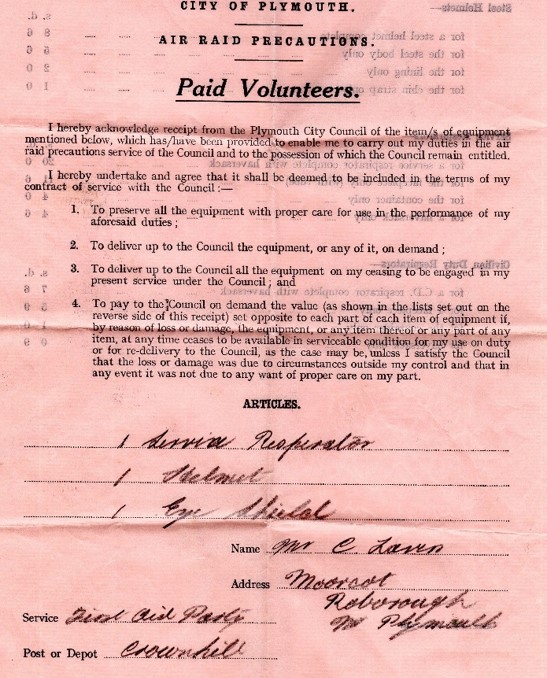 CITY OF PLYMOUTH.
AIR RAID PRECAUTIONS.
Paid Volunteers.
I hereby acknowledge receipt from the Plymouth City Council of the item/s of equipment
mentioned below, which has/have been provided to enable me to carry out my duties in the air
raid precautions service of the Council and to the possession of which the Council remain entitled.
I hereby undertake and agree that it shall be deemed to be included in the terms of my
contract of service with the Council :—
1. To preserve all the equipment with proper care for use in the performance of my
aforesaid duties ;
2. To deliver up to the Council the equipment, or any of it, on demand ;
3. To deliver up to the Council all the equipment on my ceasing to be engaged in my
present service under the Council ; and
4. To pay to the Council on demand the value (as shown in the lists set out on the
reverse side of this receipt) set opposite to each part of each item of equipment if,
by reason of loss or damage, the equipment, or any item thereof or any part of any
item, at any time ceases to be available in serviceable condition for my use on duty
or for re-delivery to the Council, as the case may be, unless I satisfy the Council
that the loss or damage was due to circumstances outside my control and that in
any event it was not due to any want of proper care on my part.
ARTICLES.
1 Service Respirator
1 Helmet
1 Eye Shield
Name Mr C
Address Moorcot
Roborough
Nr Plymouth
Service First Aid Party
Post or Depot Crownhill